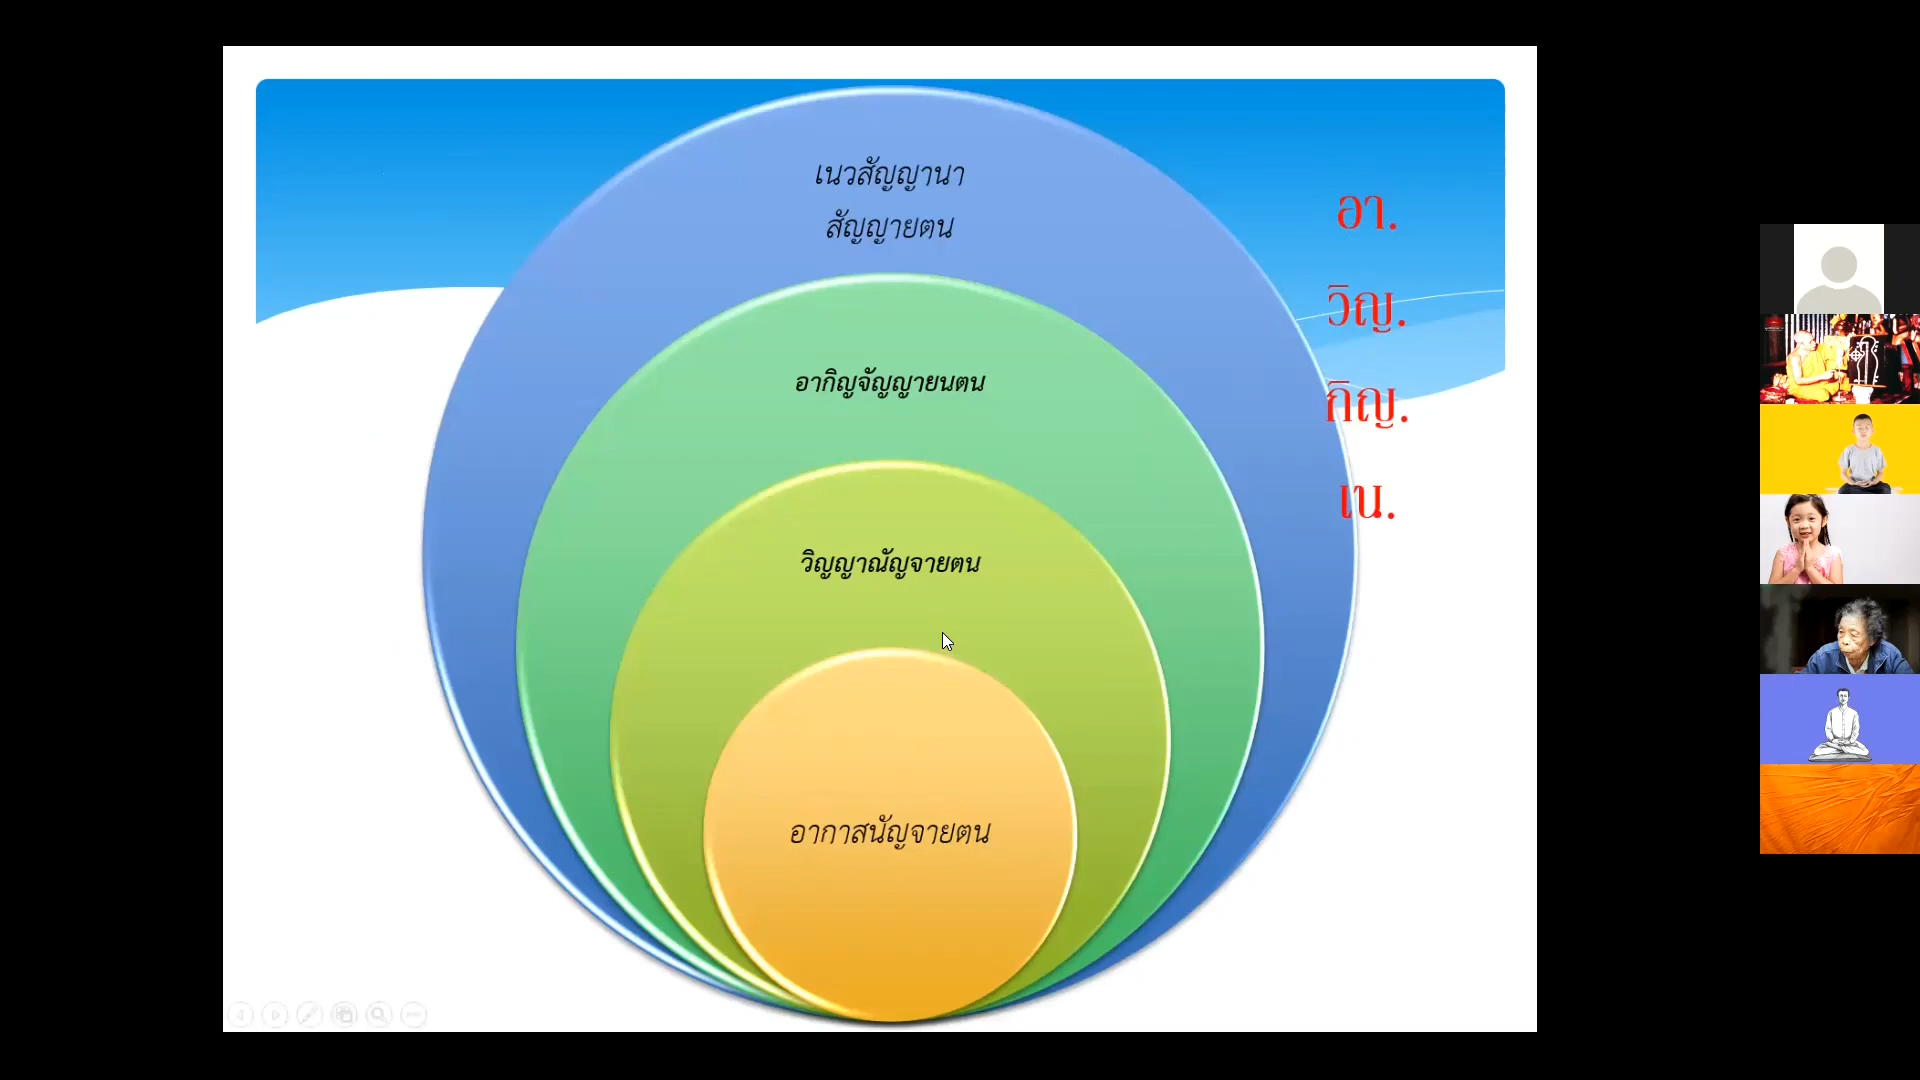 เนวสัญญานา
สัญญายตน
อากิญจัญญายนตน
วิญญาณัญจายตน
อากาสนัญจายตน
อา.
วิญ.
กิญ.
เน.